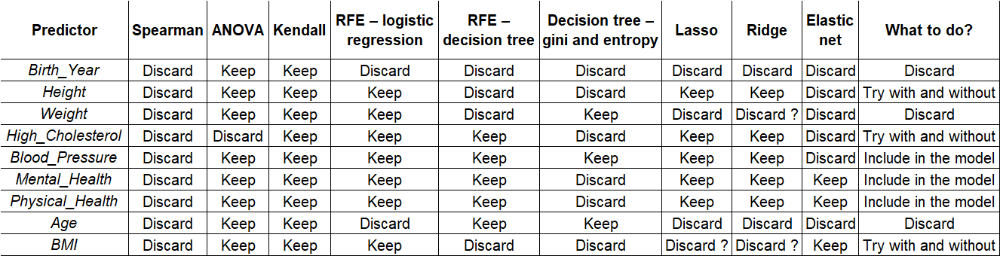 Predictor Spearman ANOVA Kendall RFE – logistic regression RFE – decision tree Decision tree – gini and entropy Lasso Ridge Elastic net What to do?
Birth_Year Discard Keep Keep Discard Discard Discard Discard Discard Discard Discard
Height Discard Keep Keep Keep Discard Discard Keep Keep Discard Try with and without
Weight Discard Keep Keep Keep Discard Keep Discard Discard ? Discard Discard
High_Cholesterol Discard Discard Keep Keep Keep Discard Keep Keep Discard Try with and without
Blood_Pressure Discard Keep Keep Keep Keep Keep Keep Keep Discard Include in the model
Mental_Health Discard Keep Keep Keep Keep Discard Keep Keep Keep Include in the model
Physical_Health Discard Keep Keep Keep Keep Discard Keep Keep Keep Include in the model
Age Discard Keep Keep Discard Keep Keep Discard Discard Discard Discard
BMI Discard Keep Keep Keep Discard Discard Discard ? Discard ? Keep Try with and without